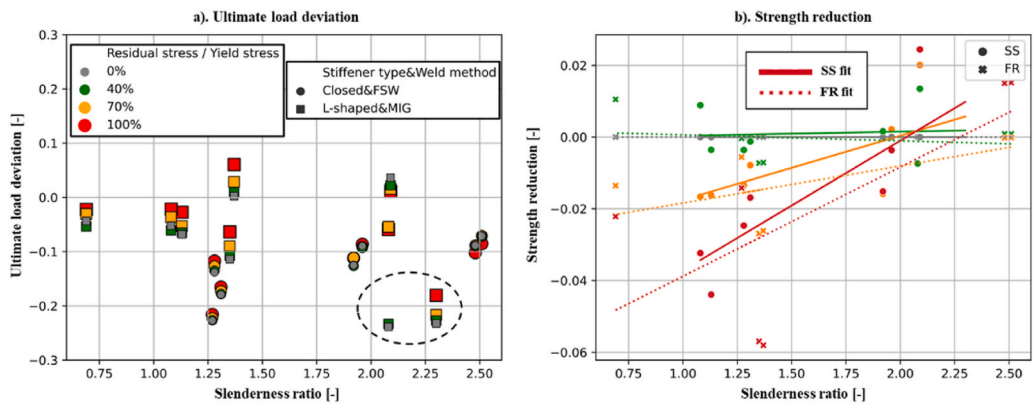 a). Ultimate load deviation
Ultimate load deviation [-]
0.3
0.2
0.1
0.0
−0.1
−0.2
−0.3
Residual stress / Yield stress
0%
40%
70%
100%
Stiffener type&Weld method
Closed&FSW
L-shaped&MIG
0.75
1.00
1.25
1.50
1.75
2.00
2.25
2.50
Slenderness ratio [-]
b). Strength reduction
Strength reduction [-]
0.02
0.00
−0.02
−0.04
−0.06
SS fit
FR fit
SS
FR
0.75
1.00
1.25
1.50
1.75
2.00
2.25
2.50
Slenderness ratio [-]